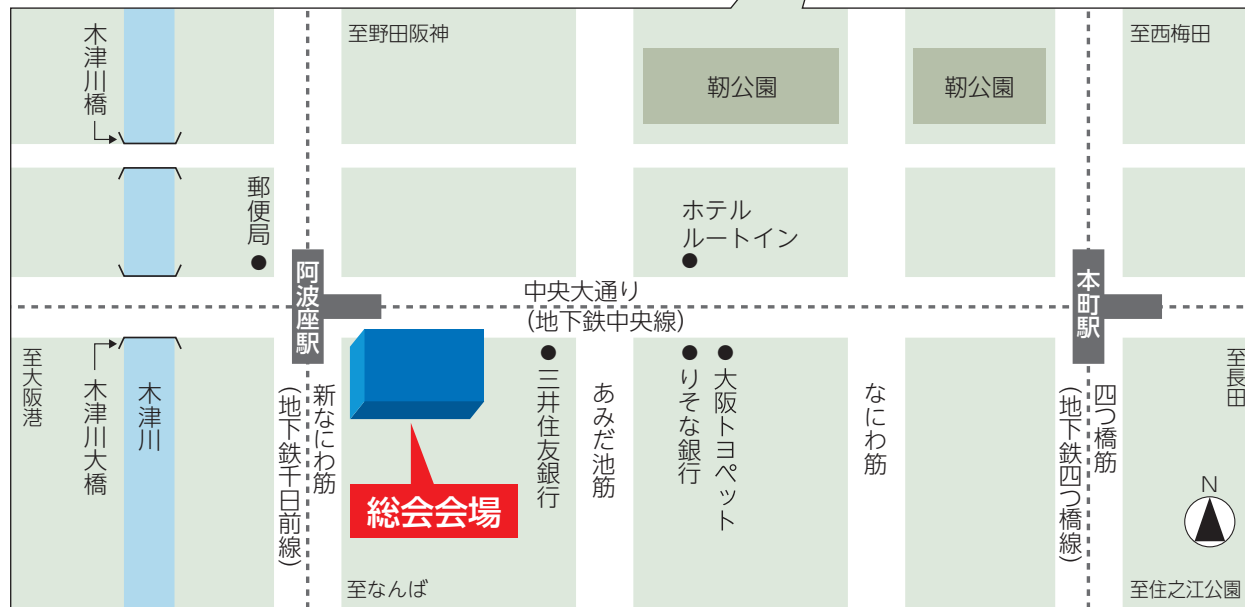 至野田阪神
至西梅田
木津川橋
靭公園
靭公園
郵便局
ホテル
ルートイン
阿波座駅
本町駅
中央大通り
(地下鉄中央線)
至大阪港
木津川大橋
木津川
(地下鉄千日前線)
新なにわ筋
総会会場
三井住友銀行
あみだ池筋
りそな銀行
大阪トヨペット
なにわ筋
(地下鉄四つ橋線)
四つ橋筋
至長田
N
至なんば
至住之江公園